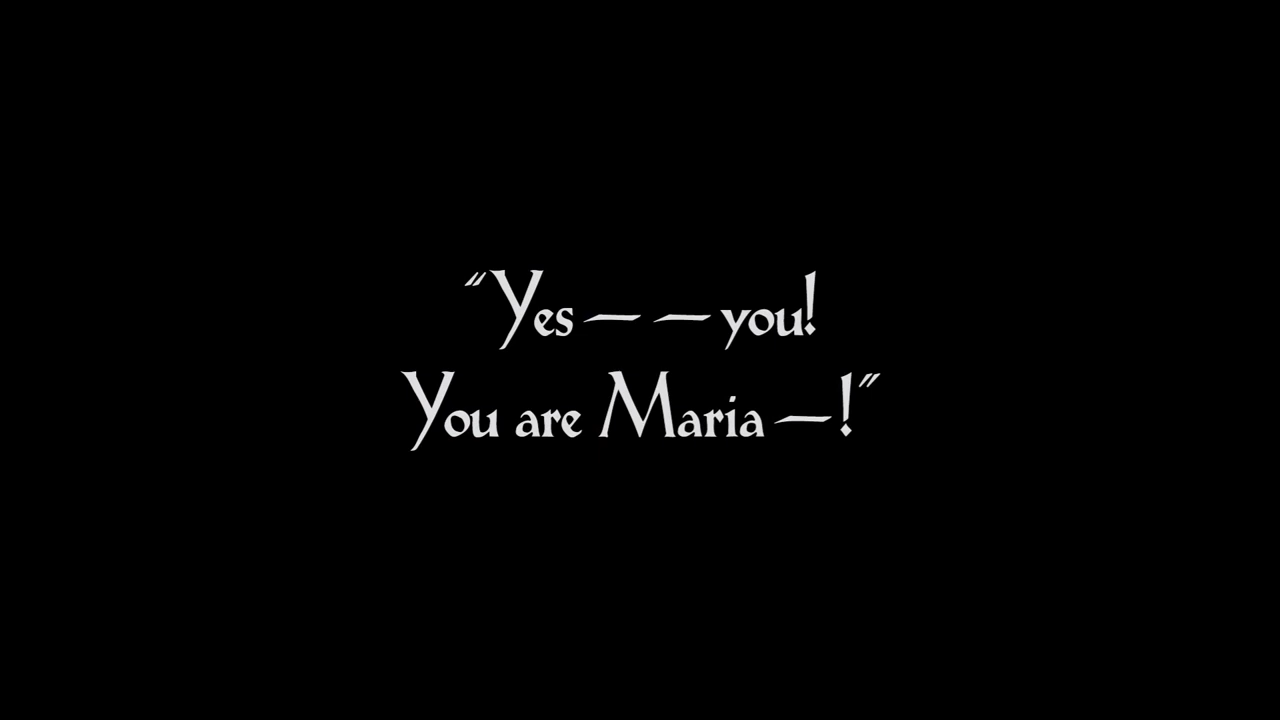 “Yes — — you!
You are Maria —!”